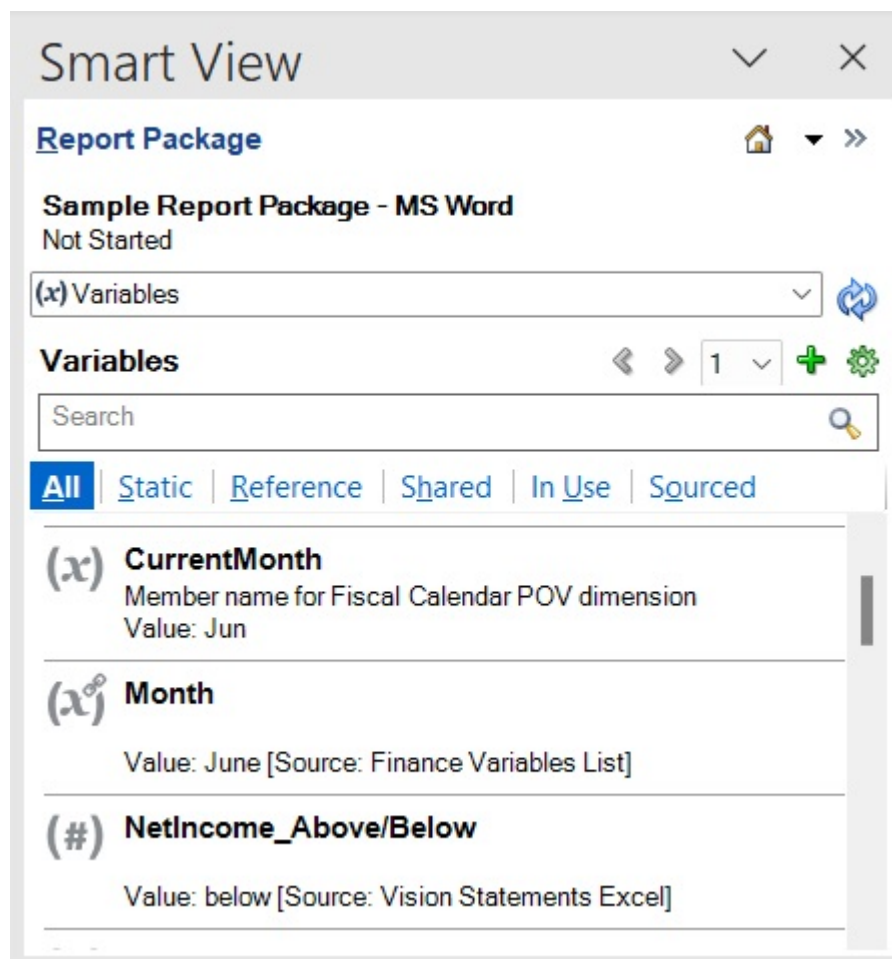 Smart View
Report Package
Sample Report Package - MS Word
Not Started
(x) Variables
Variables
1
Search
All | Static | Reference | Shared | In Use | Sourced
(x) CurrentMonth
Member name for Fiscal Calendar POV dimension
Value: Jun
(x) Month
Value: June [Source: Finance Variables List]
(#) NetIncome_Above/Below
Value: below [Source: Vision Statements Excel]